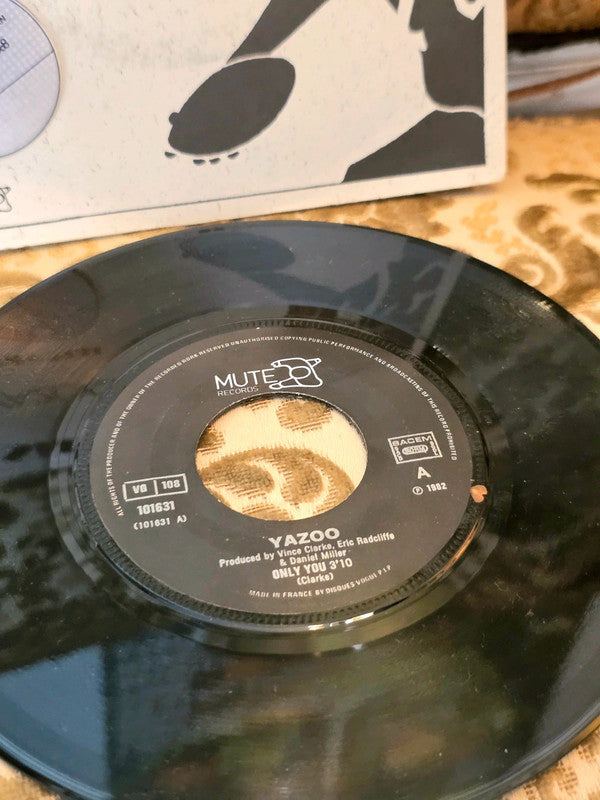 ALL RIGHTS OF THE PRODUCER AND OF THE OWNER OF THE RECORDED WORK RESERVED UNAUTHORISED COPYING PUBLIC PERFORMANCE AND BROADCASTING OF THIS RECORD PROHIBITED
MUTE
RECORDS
SACEM
A
℗ 1982
VG 108
101631
(101631 A)
YAZOO
Produced by Vince Clarke, Eric Radcliffe
& Daniel Miller
ONLY YOU 3'10
(Clarke)
MADE IN FRANCE BY DISQUES VOGUE P.I.P